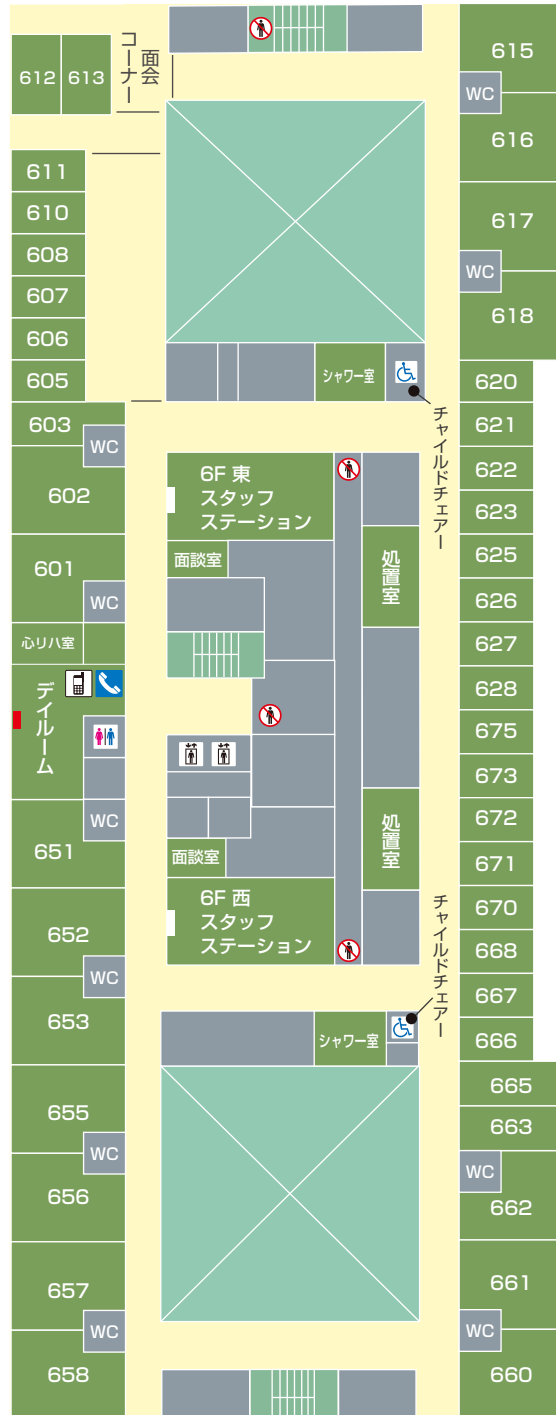 612
613
面会
コーナー
611
610
608
607
606
605
603
WC
602
601
WC
心リハ室
デイルーム
WC
651
652
WC
653
655
WC
656
657
WC
658
シャワー室
チャイルドチェアー
6F 東
スタッフ
ステーション
面談室
処置室
処置室
面談室
6F 西
スタッフ
ステーション
チャイルドチェアー
シャワー室
615
WC
616
617
WC
618
620
621
622
623
625
626
627
628
675
673
672
671
670
668
667
666
665
663
WC
662
661
WC
660